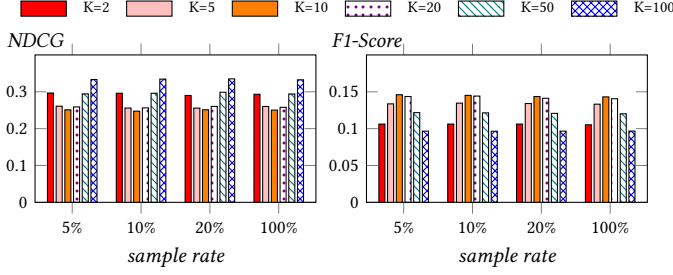 K=2 K=5 K=10 K=20 K=50 K=100
NDCG
0.3
0.2
0.1
0
5% 10% 20% 100%
sample rate
F1-Score
0.15
0.1
0.05
0
5% 10% 20% 100%
sample rate